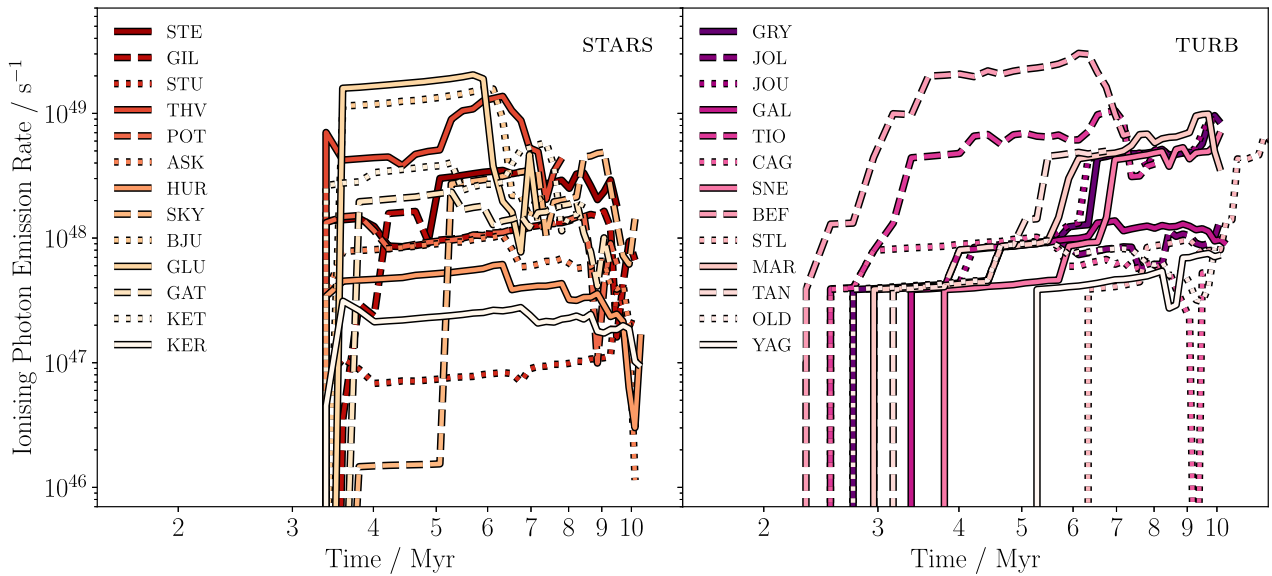 STARS
STE
GIL
STU
THV
POT
ASK
HUR
SKY
BJU
GLU
GAT
KET
KER
Ionising Photon Emission Rate / s⁻¹
10⁴⁹
10⁴⁸
10⁴⁷
10⁴⁶
2 3 4 5 6 7 8 9 10
Time / Myr
TURB
GRY
JOL
JOU
GAL
TIO
CAG
SNE
BEF
STL
MAR
TAN
OLD
YAG
2 3 4 5 6 7 8 9 10
Time / Myr